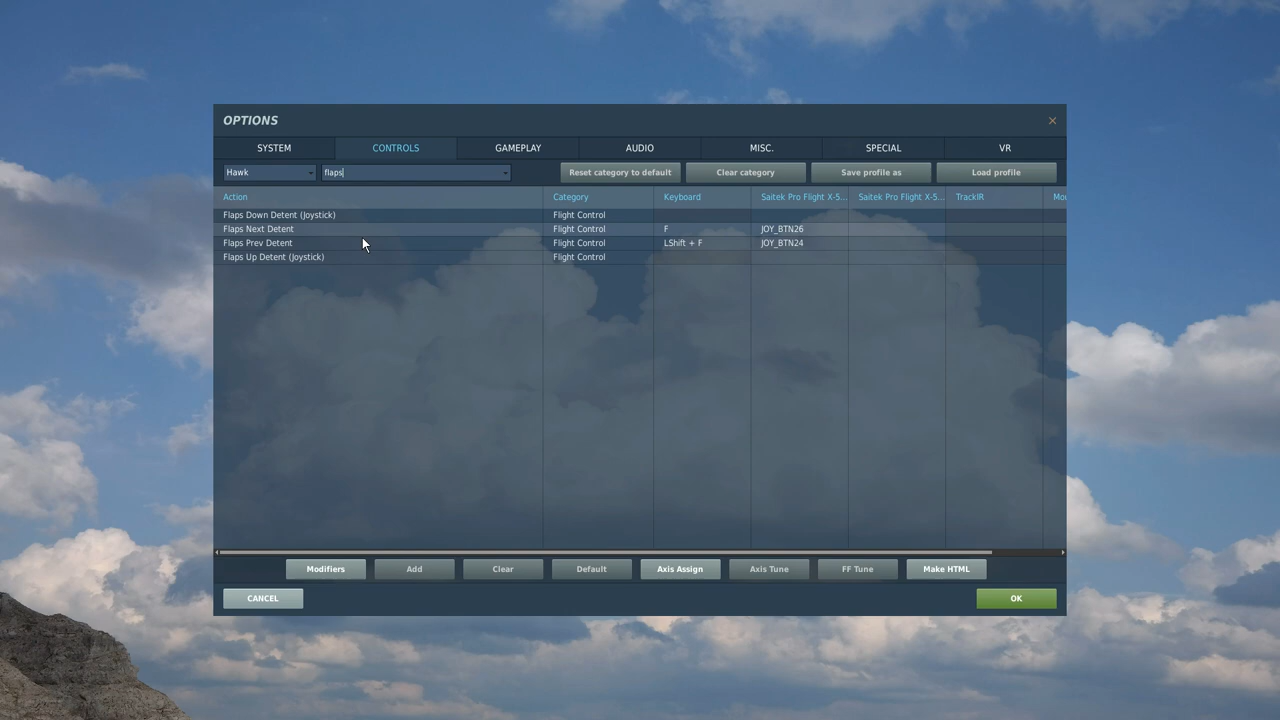 OPTIONS
SYSTEM CONTROLS GAMEPLAY AUDIO MISC. SPECIAL VR
Hawk flaps Reset category to default Clear category Save profile as Load profile
Action Category Keyboard Saitek Pro Flight X-5... Saitek Pro Flight X-5... TrackIR Mou
Flaps Down Detent (Joystick) Flight Control
Flaps Next Detent Flight Control F JOY_BTN26
Flaps Prev Detent Flight Control LShift + F JOY_BTN24
Flaps Up Detent (Joystick) Flight Control
Modifiers Add Clear Default Axis Assign Axis Tune FF Tune Make HTML
CANCEL OK